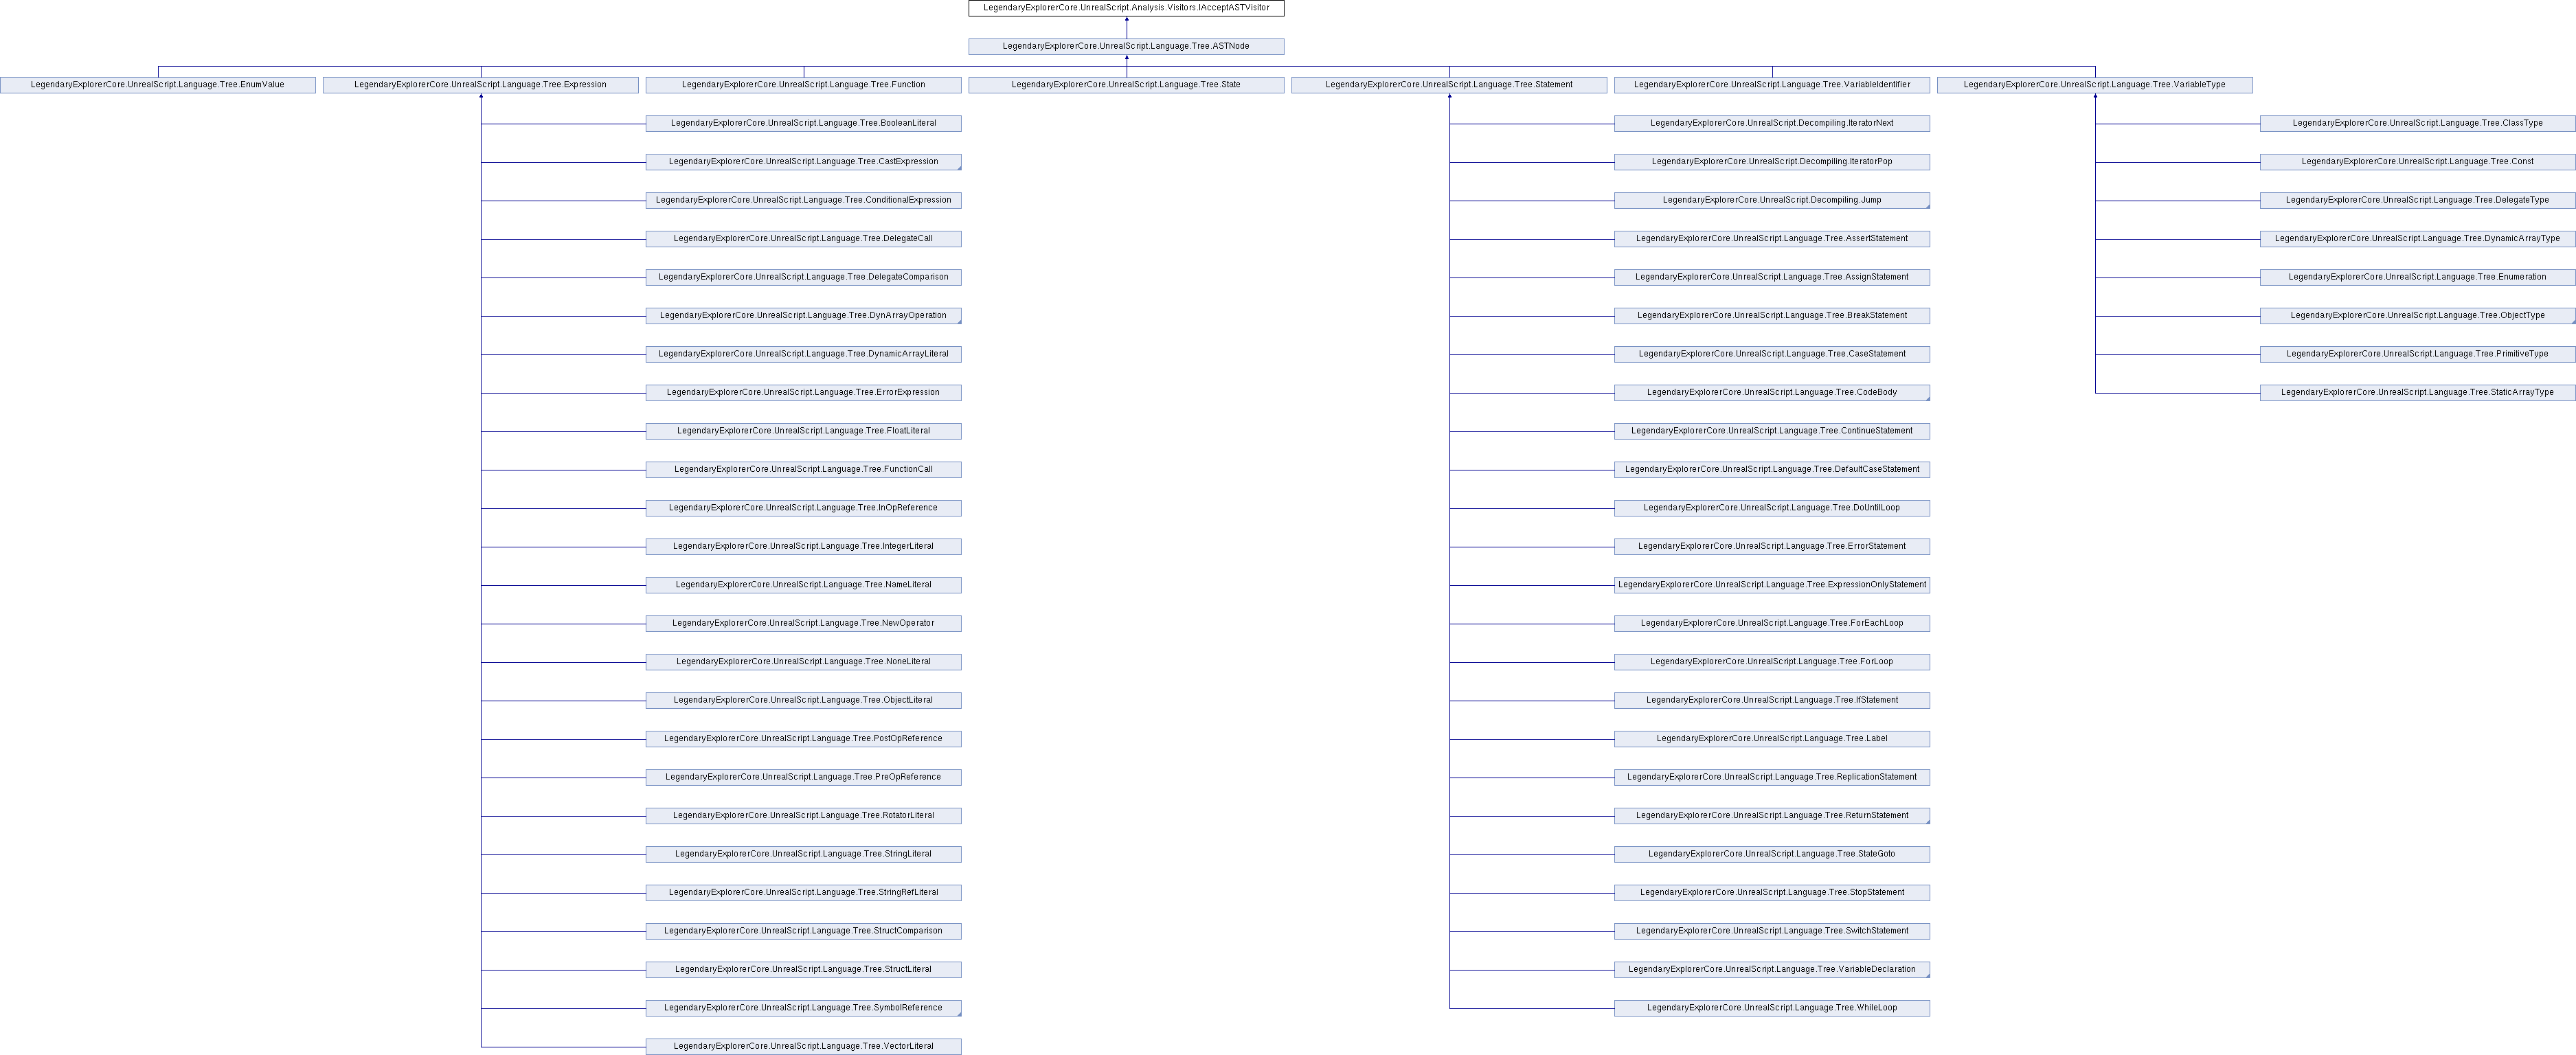 LegendaryExplorerCore.UnrealScript.Analysis.Visitors.IAcceptASTVisitor
LegendaryExplorerCore.UnrealScript.Language.Tree.ASTNode
LegendaryExplorerCore.UnrealScript.Language.Tree.EnumValue
LegendaryExplorerCore.UnrealScript.Language.Tree.Expression
LegendaryExplorerCore.UnrealScript.Language.Tree.Function
LegendaryExplorerCore.UnrealScript.Language.Tree.State
LegendaryExplorerCore.UnrealScript.Language.Tree.Statement
LegendaryExplorerCore.UnrealScript.Language.Tree.VariableIdentifier
LegendaryExplorerCore.UnrealScript.Language.Tree.VariableType
LegendaryExplorerCore.UnrealScript.Language.Tree.BooleanLiteral
LegendaryExplorerCore.UnrealScript.Language.Tree.CastExpression
LegendaryExplorerCore.UnrealScript.Language.Tree.ConditionalExpression
LegendaryExplorerCore.UnrealScript.Language.Tree.DelegateCall
LegendaryExplorerCore.UnrealScript.Language.Tree.DelegateComparison
LegendaryExplorerCore.UnrealScript.Language.Tree.DynArrayOperation
LegendaryExplorerCore.UnrealScript.Language.Tree.DynamicArrayLiteral
LegendaryExplorerCore.UnrealScript.Language.Tree.ErrorExpression
LegendaryExplorerCore.UnrealScript.Language.Tree.FloatLiteral
LegendaryExplorerCore.UnrealScript.Language.Tree.FunctionCall
LegendaryExplorerCore.UnrealScript.Language.Tree.InOpReference
LegendaryExplorerCore.UnrealScript.Language.Tree.IntegerLiteral
LegendaryExplorerCore.UnrealScript.Language.Tree.NameLiteral
LegendaryExplorerCore.UnrealScript.Language.Tree.NewOperator
LegendaryExplorerCore.UnrealScript.Language.Tree.NoneLiteral
LegendaryExplorerCore.UnrealScript.Language.Tree.ObjectLiteral
LegendaryExplorerCore.UnrealScript.Language.Tree.PostOpReference
LegendaryExplorerCore.UnrealScript.Language.Tree.PreOpReference
LegendaryExplorerCore.UnrealScript.Language.Tree.RotatorLiteral
LegendaryExplorerCore.UnrealScript.Language.Tree.StringLiteral
LegendaryExplorerCore.UnrealScript.Language.Tree.StringRefLiteral
LegendaryExplorerCore.UnrealScript.Language.Tree.StructComparison
LegendaryExplorerCore.UnrealScript.Language.Tree.StructLiteral
LegendaryExplorerCore.UnrealScript.Language.Tree.SymbolReference
LegendaryExplorerCore.UnrealScript.Language.Tree.VectorLiteral
LegendaryExplorerCore.UnrealScript.Decompiling.IteratorNext
LegendaryExplorerCore.UnrealScript.Decompiling.IteratorPop
LegendaryExplorerCore.UnrealScript.Decompiling.Jump
LegendaryExplorerCore.UnrealScript.Language.Tree.AssertStatement
LegendaryExplorerCore.UnrealScript.Language.Tree.AssignStatement
LegendaryExplorerCore.UnrealScript.Language.Tree.BreakStatement
LegendaryExplorerCore.UnrealScript.Language.Tree.CaseStatement
LegendaryExplorerCore.UnrealScript.Language.Tree.CodeBody
LegendaryExplorerCore.UnrealScript.Language.Tree.ContinueStatement
LegendaryExplorerCore.UnrealScript.Language.Tree.DefaultCaseStatement
LegendaryExplorerCore.UnrealScript.Language.Tree.DoUntilLoop
LegendaryExplorerCore.UnrealScript.Language.Tree.ErrorStatement
LegendaryExplorerCore.UnrealScript.Language.Tree.ExpressionOnlyStatement
LegendaryExplorerCore.UnrealScript.Language.Tree.ForEachLoop
LegendaryExplorerCore.UnrealScript.Language.Tree.ForLoop
LegendaryExplorerCore.UnrealScript.Language.Tree.IfStatement
LegendaryExplorerCore.UnrealScript.Language.Tree.Label
LegendaryExplorerCore.UnrealScript.Language.Tree.ReplicationStatement
LegendaryExplorerCore.UnrealScript.Language.Tree.ReturnStatement
LegendaryExplorerCore.UnrealScript.Language.Tree.StateGoto
LegendaryExplorerCore.UnrealScript.Language.Tree.StopStatement
LegendaryExplorerCore.UnrealScript.Language.Tree.SwitchStatement
LegendaryExplorerCore.UnrealScript.Language.Tree.VariableDeclaration
LegendaryExplorerCore.UnrealScript.Language.Tree.WhileLoop
LegendaryExplorerCore.UnrealScript.Language.Tree.ClassType
LegendaryExplorerCore.UnrealScript.Language.Tree.Const
LegendaryExplorerCore.UnrealScript.Language.Tree.DelegateType
LegendaryExplorerCore.UnrealScript.Language.Tree.DynamicArrayType
LegendaryExplorerCore.UnrealScript.Language.Tree.Enumeration
LegendaryExplorerCore.UnrealScript.Language.Tree.ObjectType
LegendaryExplorerCore.UnrealScript.Language.Tree.PrimitiveType
LegendaryExplorerCore.UnrealScript.Language.Tree.StaticArrayType